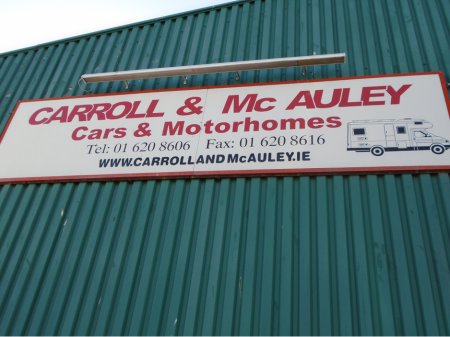 CARROLL & Mc AULEY
Cars & Motorhomes
Tel: 01 620 8606 Fax: 01 620 8616
WWW.CARROLLANDMCAULEY.IE